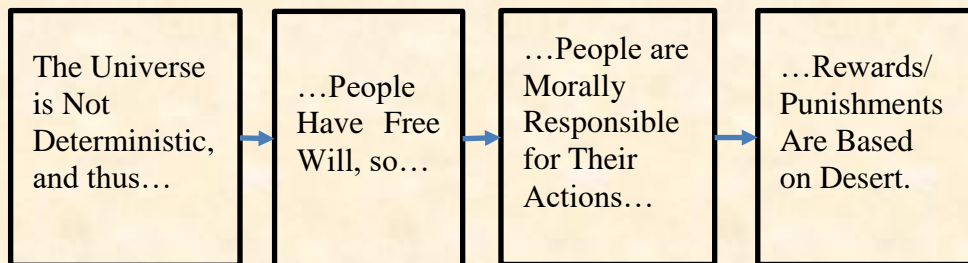 The Universe
is Not
Deterministic,
and thus…
…People
Have Free
Will, so…
…People are
Morally
Responsible
for Their
Actions…
…Rewards/
Punishments
Are Based
on Desert.